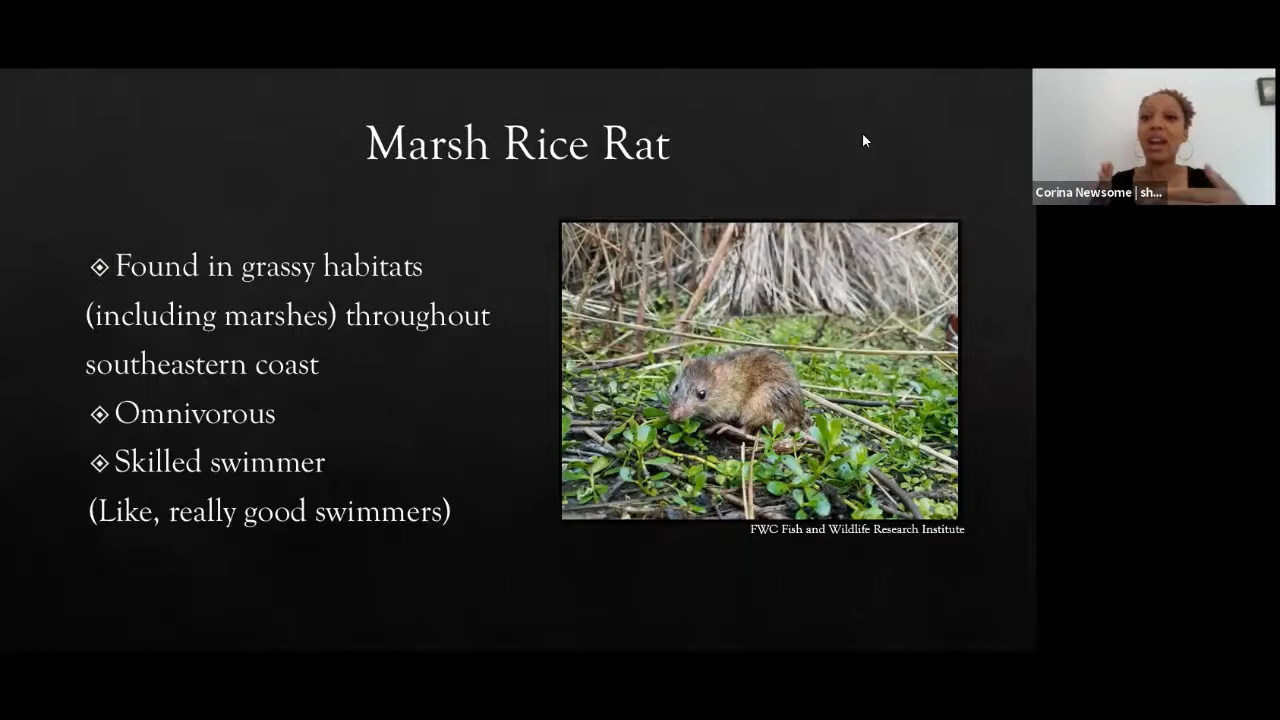 Marsh Rice Rat
Found in grassy habitats
(including marshes) throughout
southeastern coast
Omnivorous
Skilled swimmer
(Like, really good swimmers)
FWC Fish and Wildlife Research Institute
Corina Newsome | sh...